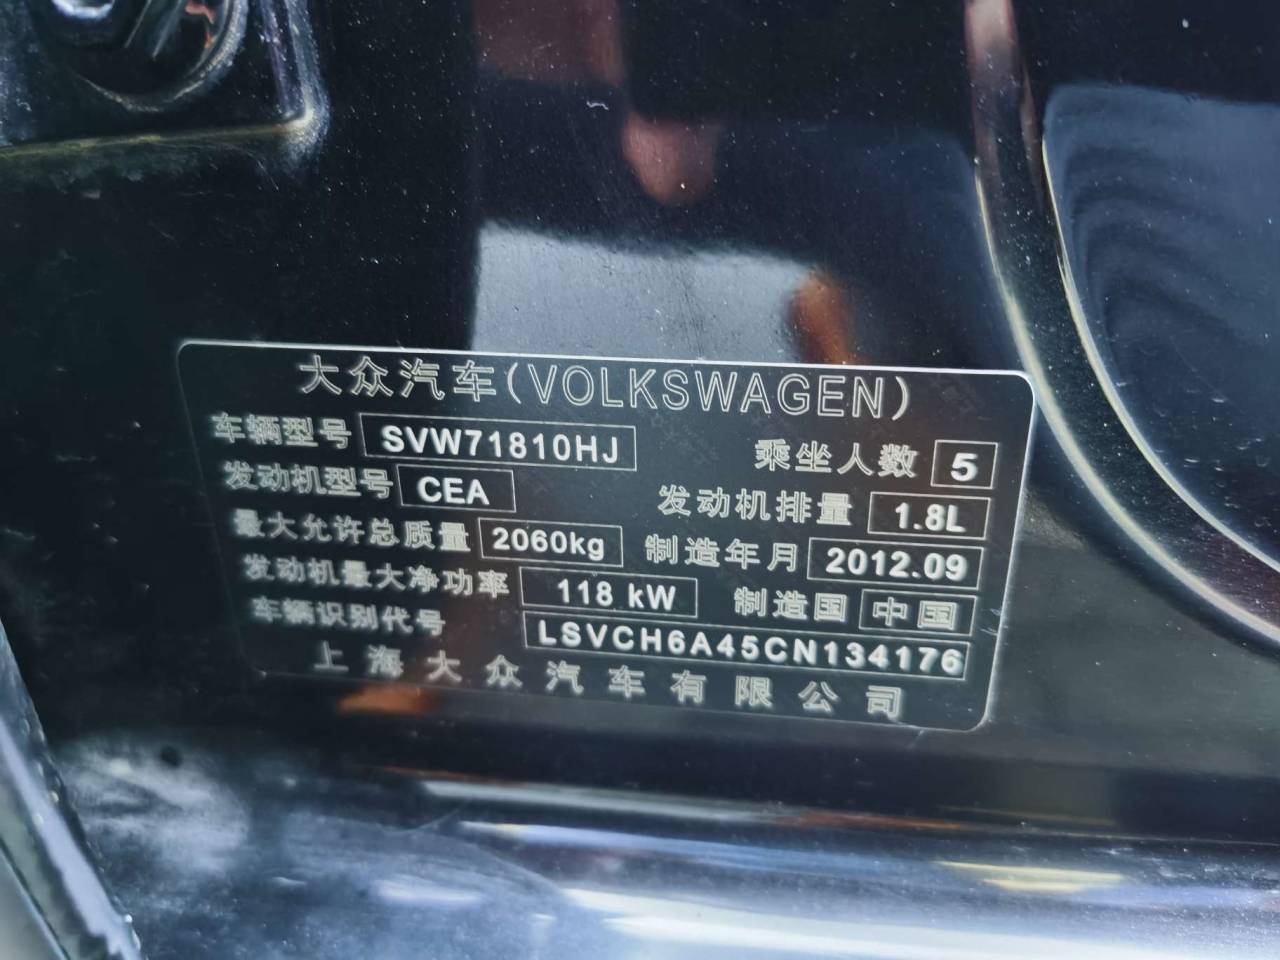 大众汽车(VOLKSWAGEN)
车辆型号 SVW71810HJ 乘坐人数 5
发动机型号 CEA 发动机排量 1.8L
最大允许总质量 2060kg 制造年月 2012.09
发动机最大净功率 118 kW 制造国 中国
车辆识别代号 LSVCH6A45CN134176
上海大众汽车有限公司